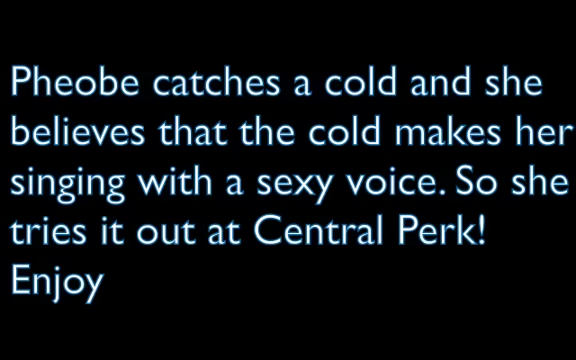 Pheobe catches a cold and she
believes that the cold makes her
singing with a sexy voice. So she
tries it out at Central Perk!
Enjoy